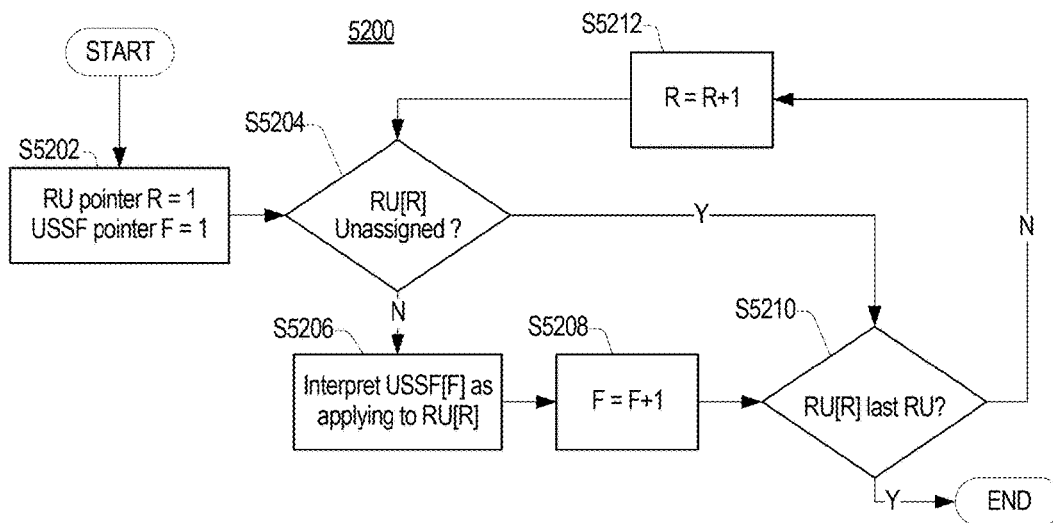 5200
START
S5212
R = R+1
S5204
S5202
RU pointer R = 1
USSF pointer F = 1
RU[R]
Unassigned ?
Y
N
N
S5206
S5208
S5210
Interpret USSF[F] as
applying to RU[R]
F = F+1
RU[R] last RU?
Y
END